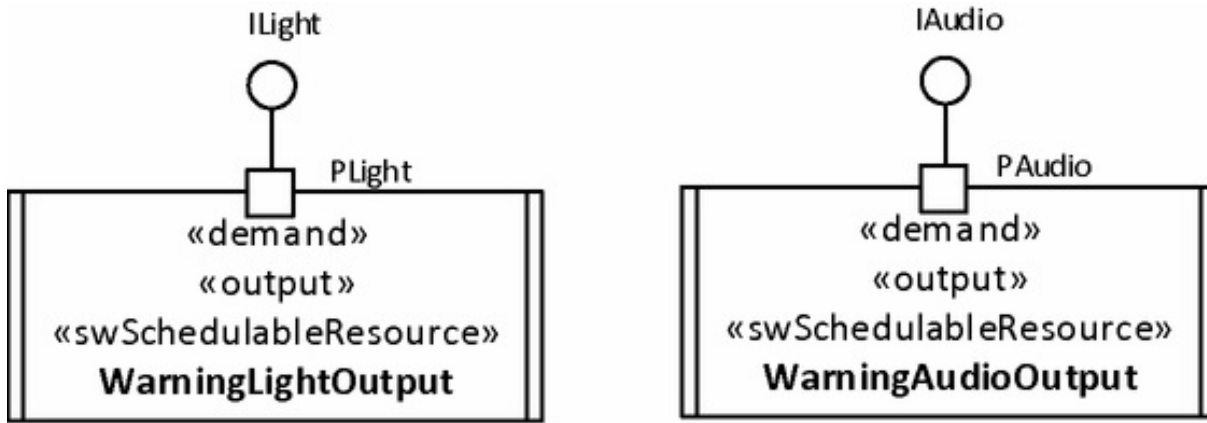 ILight
PLight
«demand»
«output»
«swSchedulableResource»
WarningLightOutput
IAudio
PAudio
«demand»
«output»
«swSchedulableResource»
WarningAudioOutput